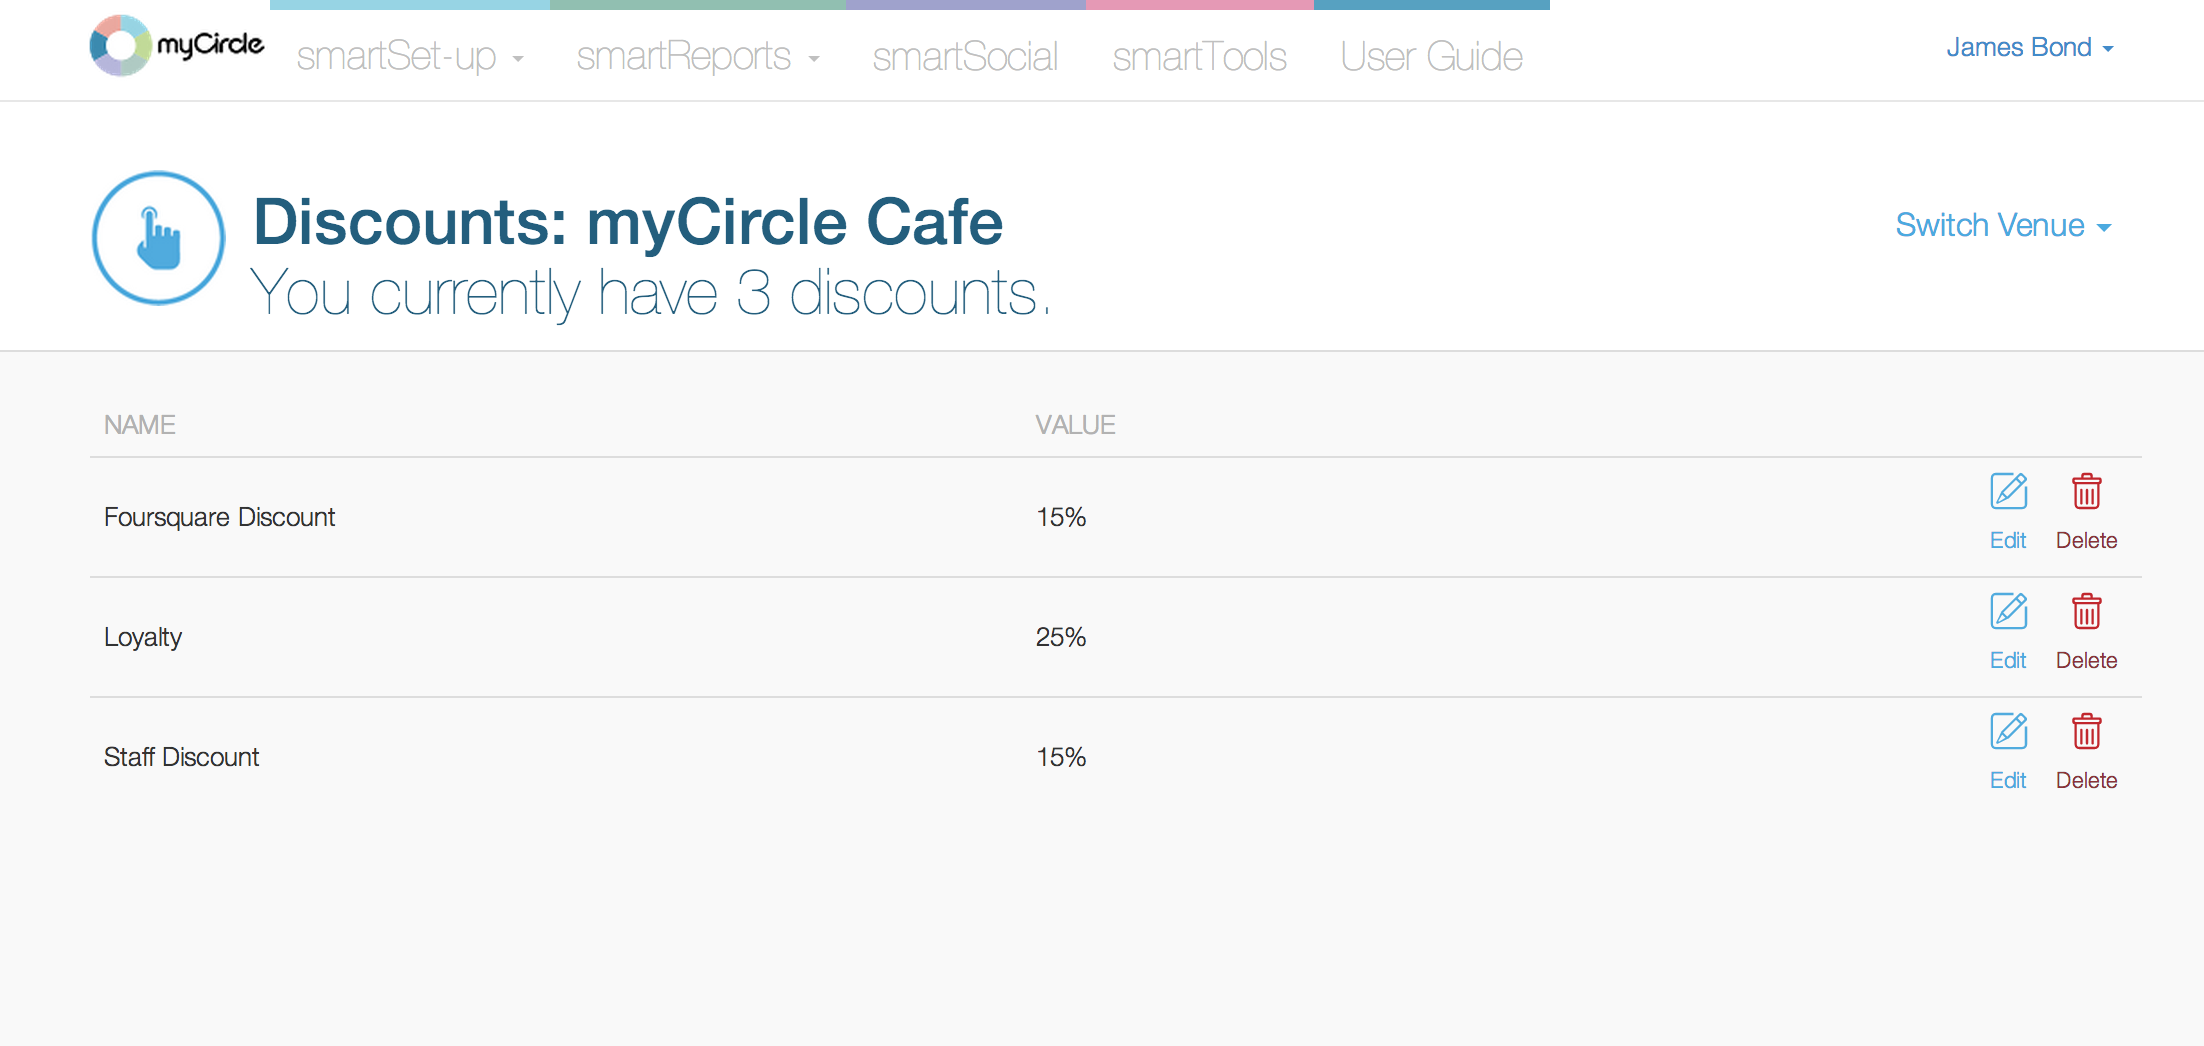 myCircle smartSet-up smartReports smartSocial smartTools User Guide James Bond
Discounts: myCircle Cafe
Switch Venue
You currently have 3 discounts.
NAME VALUE
Foursquare Discount 15% Edit Delete
Loyalty 25% Edit Delete
Staff Discount 15% Edit Delete